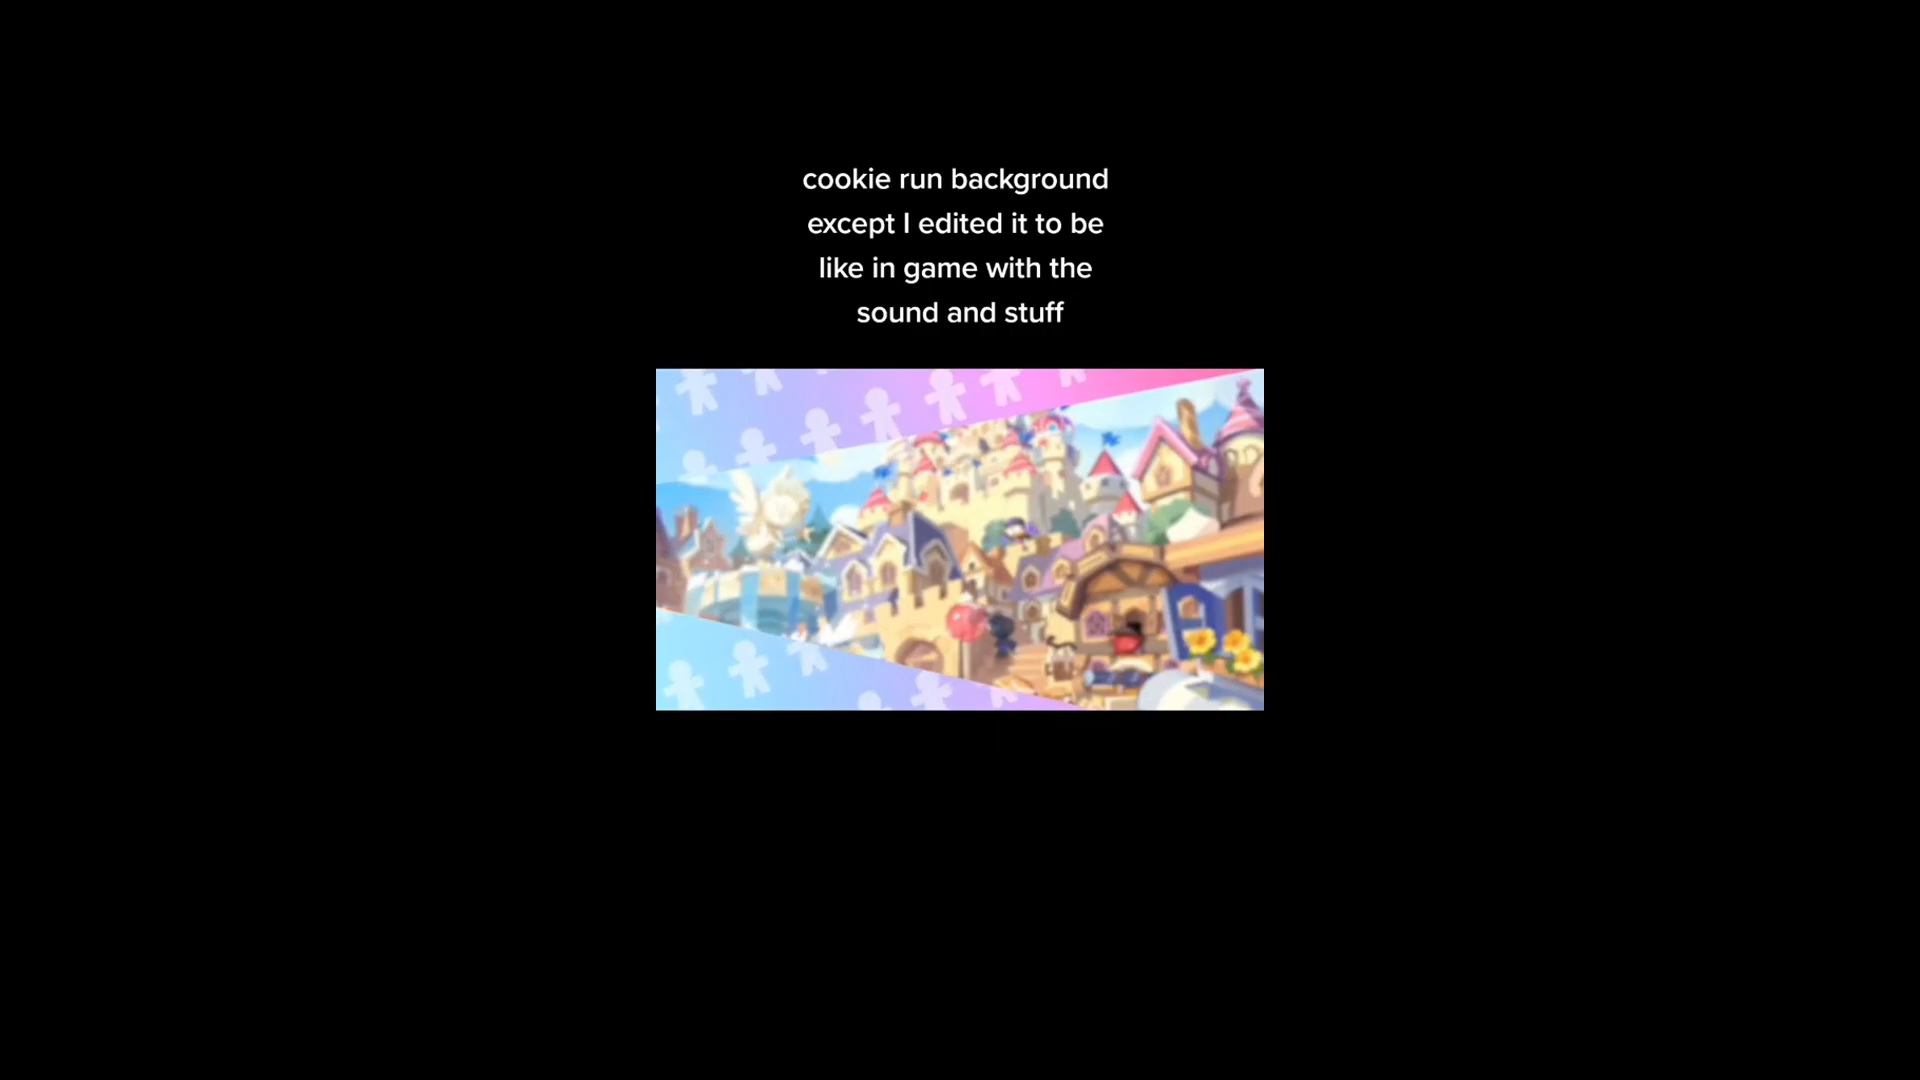 cookie run background
except I edited it to be
like in game with the
sound and stuff